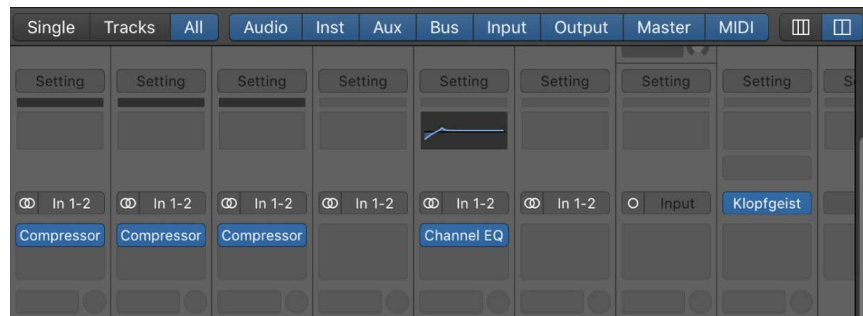 Single Tracks All Audio Inst Aux Bus Input Output Master MIDI
Setting Setting Setting Setting Setting Setting Setting Setting S
In 1-2 In 1-2 In 1-2 In 1-2 In 1-2 In 1-2 Input Klopfgeist
Compressor Compressor Compressor Channel EQ